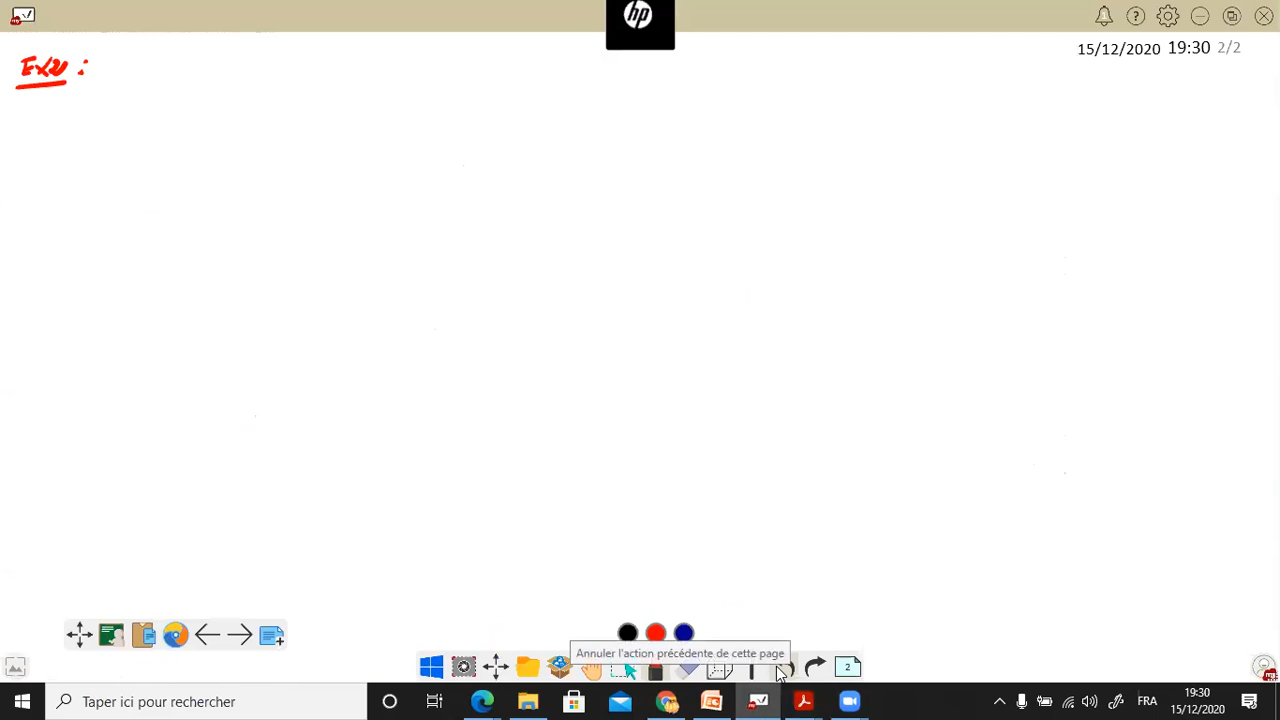 hp
15/12/2020 19:30 2/2
Annuler l'action précédente de cette page
2
Taper ici pour rechercher
FRA
19:30
15/12/2020